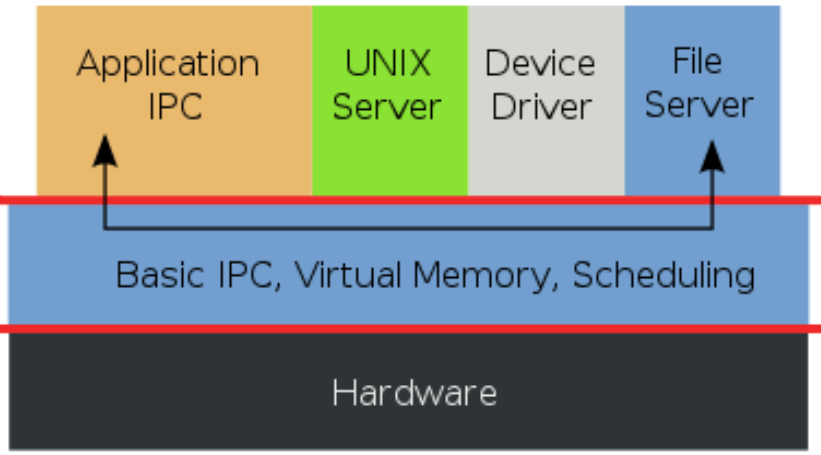 Application
IPC
UNIX
Server
Device
Driver
File
Server
Basic IPC, Virtual Memory, Scheduling
Hardware